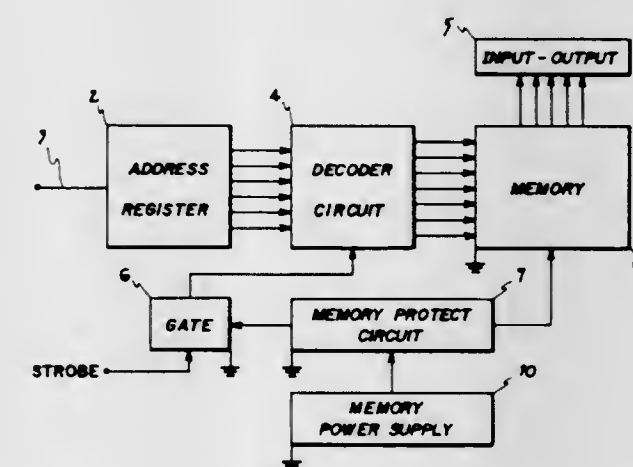 5
INPUT-OUTPUT
2
4
9
ADDRESS
REGISTER
DECODER
CIRCUIT
MEMORY
6
7
GATE
MEMORY PROTECT
CIRCUIT
STROBE
10
MEMORY
POWER SUPPLY